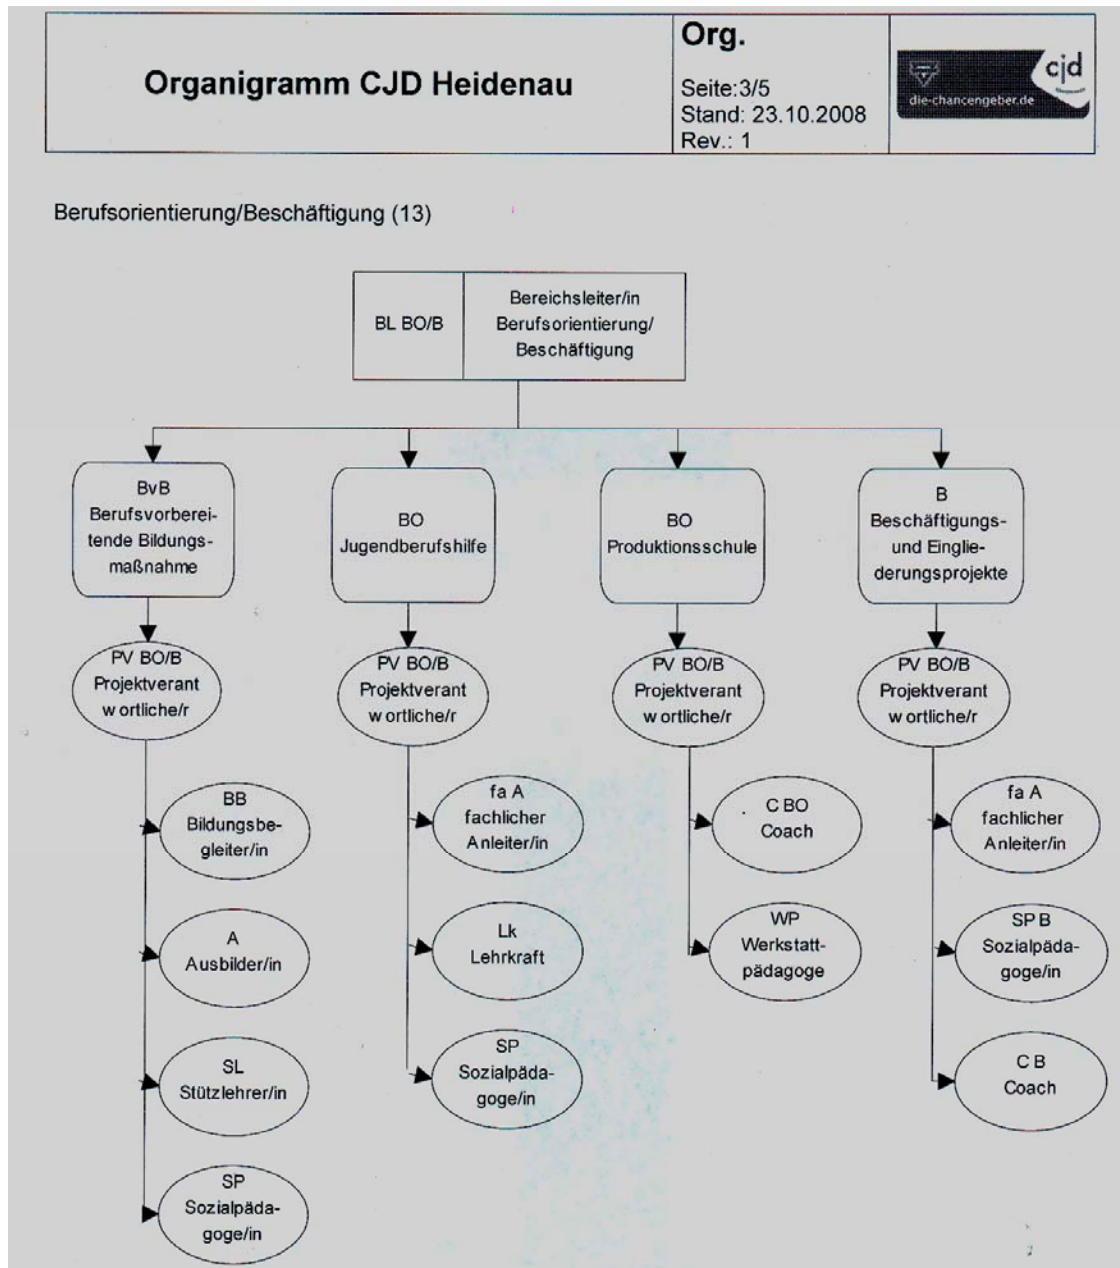 Organigramm CJD Heidenau
Org.
Seite:3/5
Stand: 23.10.2008
Rev.: 1
cjd
die-chancengeber.de
Berufsorientierung/Beschäftigung (13)
BL BO/B
Bereichsleiter/in
Berufsorientierung/
Beschäftigung
BvB
Berufsvorberei-
tende Bildungs-
maßnahme
BO
Jugendberufshilfe
BO
Produktionsschule
B
Beschäftigungs-
und Einglie-
derungsprojekte
PV BO/B
Projektverant
w ortliche/r
PV BO/B
Projektverant
w ortliche/r
PV BO/B
Projektverant
w ortliche/r
PV BO/B
Projektverant
w ortliche/r
BB
Bildungsbe-
gleiter/in
A
Ausbilder/in
SL
Stützlehrer/in
SP
Sozialpäda-
goge/in
fa A
fachlicher
Anleiter/in
Lk
Lehrkraft
SP
Sozialpäda-
goge/in
C BO
Coach
WP
Werkstatt-
pädagoge
fa A
fachlicher
Anleiter/in
SP B
Sozialpäda-
goge/in
C B
Coach